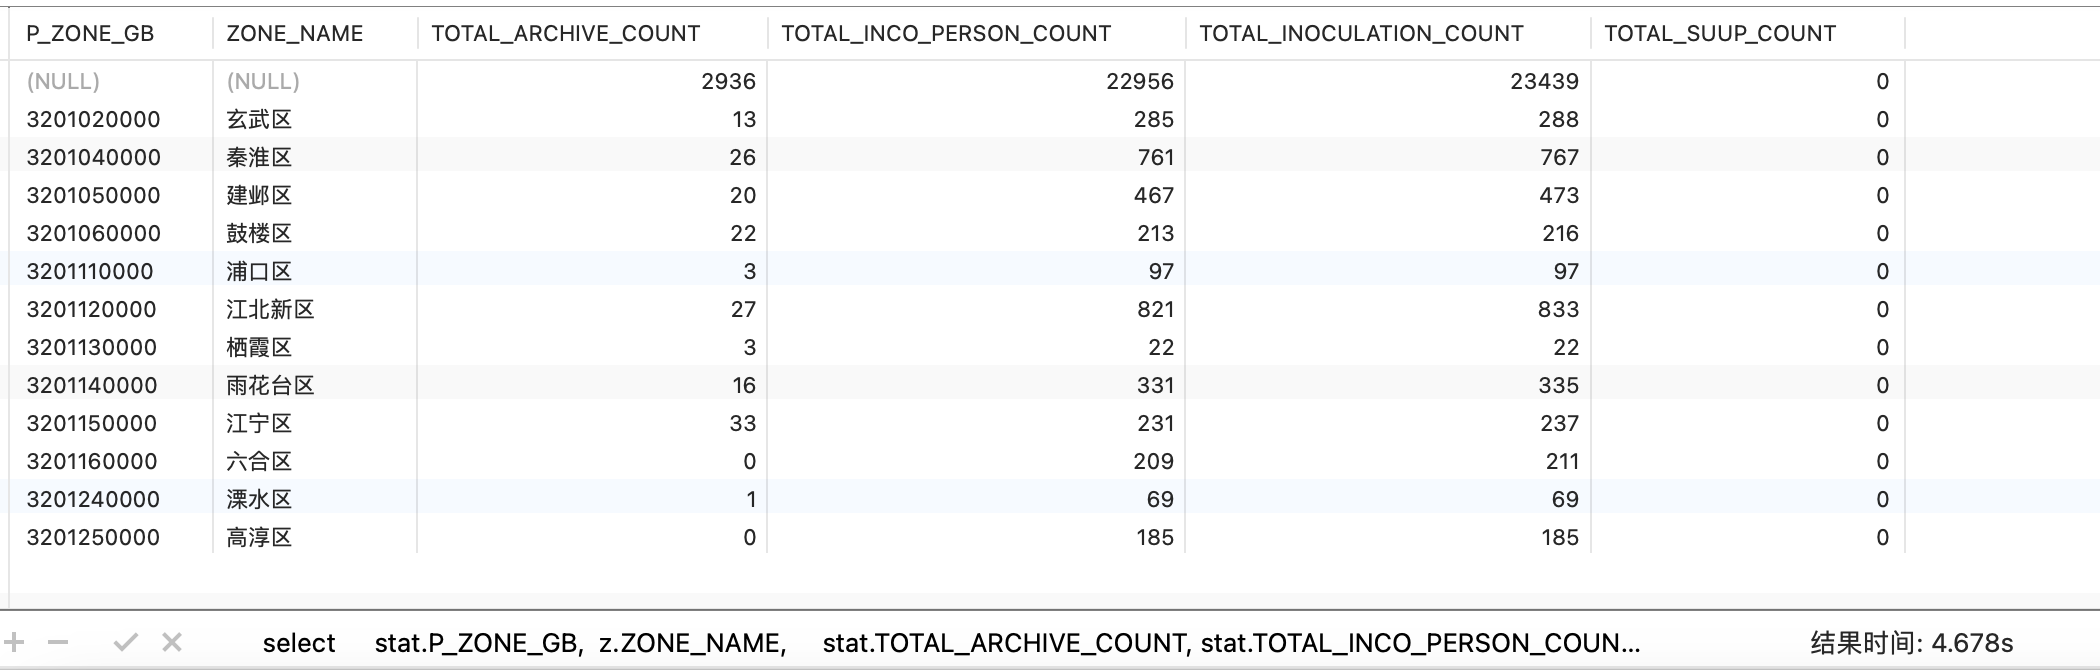 P_ZONE_GB ZONE_NAME TOTAL_ARCHIVE_COUNT TOTAL_INCO_PERSON_COUNT TOTAL_INOCULATION_COUNT TOTAL_SUUP_COUNT
(NULL) (NULL) 2936 22956 23439 0
3201020000 玄武区 13 285 288 0
3201040000 秦淮区 26 761 767 0
3201050000 建邺区 20 467 473 0
3201060000 鼓楼区 22 213 216 0
3201110000 浦口区 3 97 97 0
3201120000 江北新区 27 821 833 0
3201130000 栖霞区 3 22 22 0
3201140000 雨花台区 16 331 335 0
3201150000 江宁区 33 231 237 0
3201160000 六合区 0 209 211 0
3201240000 溧水区 1 69 69 0
3201250000 高淳区 0 185 185 0
select stat.P_ZONE_GB, z.ZONE_NAME, stat.TOTAL_ARCHIVE_COUNT, stat.TOTAL_INCO_PERSON_COUN... 结果时间: 4.678s